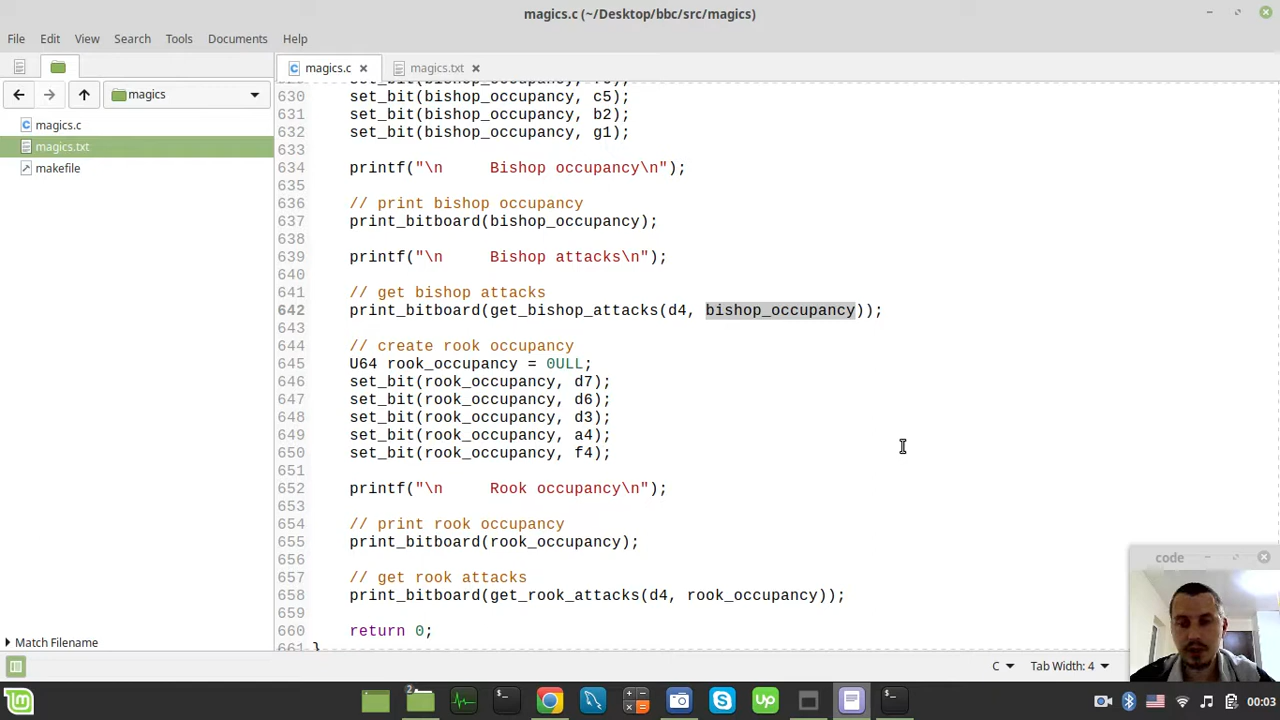 magics.c (~/Desktop/bbc/src/magics)
File Edit View Search Tools Documents Help
magics.c
magics.txt
magics
magics.c
magics.txt
makefile
630 set_bit(bishop_occupancy, c5);
631 set_bit(bishop_occupancy, b2);
632 set_bit(bishop_occupancy, g1);
633
634 printf("\n     Bishop occupancy\n");
635
636 // print bishop occupancy
637 print_bitboard(bishop_occupancy);
638
639 printf("\n     Bishop attacks\n");
640
641 // get bishop attacks
642 print_bitboard(get_bishop_attacks(d4, bishop_occupancy));
643
644 // create rook occupancy
645 U64 rook_occupancy = 0ULL;
646 set_bit(rook_occupancy, d7);
647 set_bit(rook_occupancy, d6);
648 set_bit(rook_occupancy, d3);
649 set_bit(rook_occupancy, a4);
650 set_bit(rook_occupancy, f4);
651
652 printf("\n     Rook occupancy\n");
653
654 // print rook occupancy
655 print_bitboard(rook_occupancy);
656
657 // get rook attacks
658 print_bitboard(get_rook_attacks(d4, rook_occupancy));
659
660 return 0;
661 }
Match Filename
code
C
Tab Width: 4
2
Up
00:03